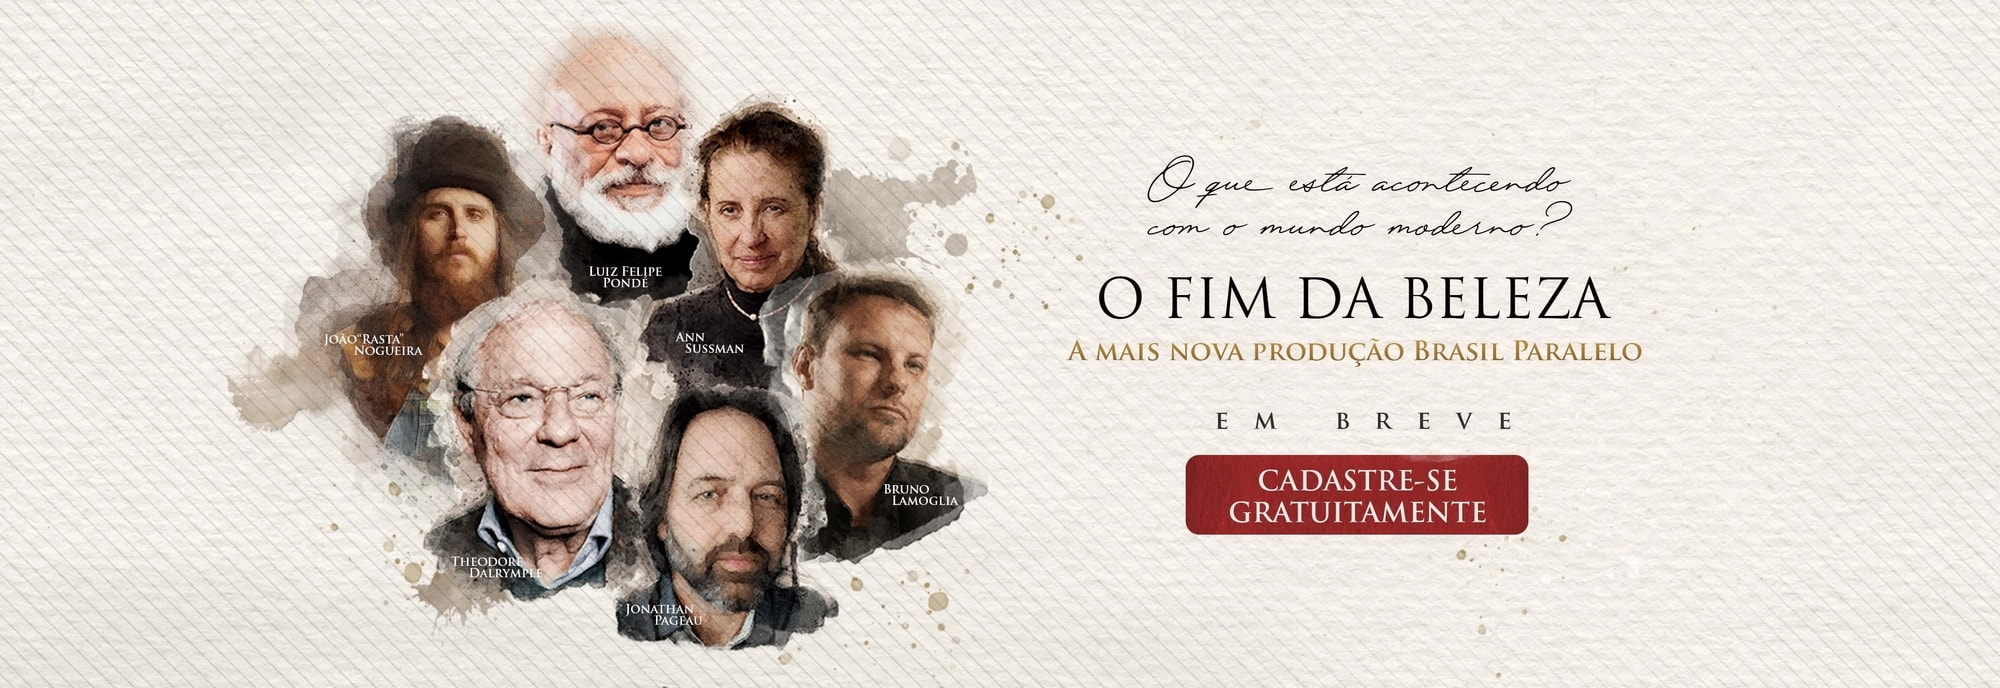 LUIZ FELIPE
PONDÉ
JOÃO "RASTA"
NOGUEIRA
ANN
SUSSMAN
BRUNO
LAMOGLIA
THEODORE
DALRYMPLE
JONATHAN
PAGEAU
O que está acontecendo
com o mundo moderno?
O FIM DA BELEZA
A MAIS NOVA PRODUÇÃO BRASIL PARALELO
EM BREVE
CADASTRE-SE
GRATUITAMENTE